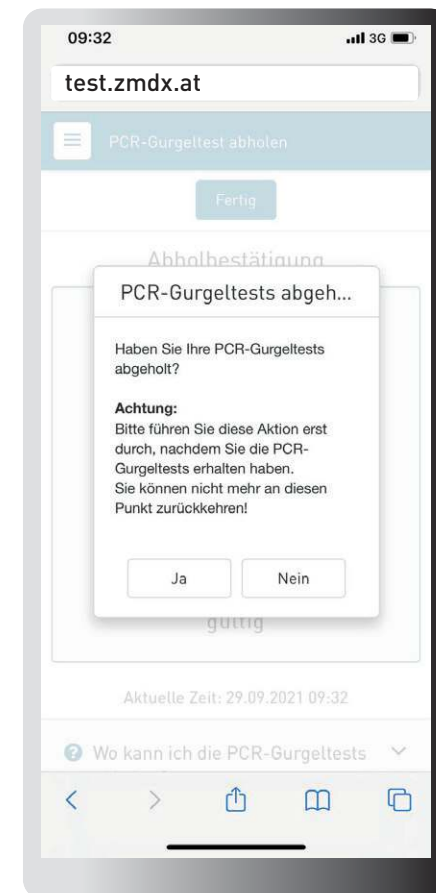 09:32
3G
test.zmdx.at
PCR-Gurgeltest abholen
Fertig
Abholbestätigung
PCR-Gurgeltests abgeh...
Haben Sie Ihre PCR-Gurgeltests
abgeholt?
Achtung:
Bitte führen Sie diese Aktion erst
durch, nachdem Sie die PCR-
Gurgeltests erhalten haben.
Sie können nicht mehr an diesen
Punkt zurückkehren!
Ja
Nein
gültig
Aktuelle Zeit: 29.09.2021 09:32
Wo kann ich die PCR-Gurgeltests